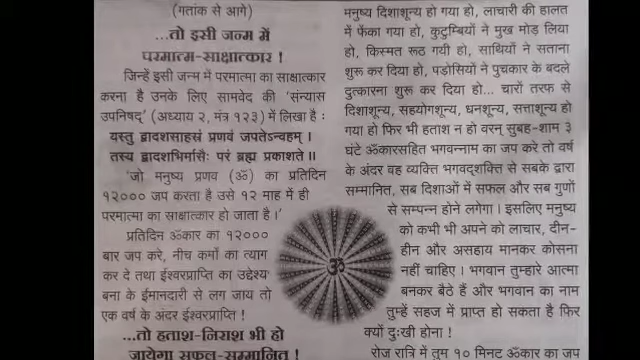 (गतांक से आगे)
...तो इसी जन्म में
परमात्म-साक्षात्कार !
जिन्हें इसी जन्म में परमात्मा का साक्षात्कार
करना है उनके लिए सामवेद की 'संन्यास
उपनिषद्' (अध्याय २, मंत्र १२३) में लिखा है :
यस्तु द्वादशसाहस्रं प्रणवं जपतेऽन्वहम् ।
तस्य द्वादशभिर्मासैः परं ब्रह्म प्रकाशते ॥
'जो मनुष्य प्रणव (ॐ) का प्रतिदिन
१२००० जप करता है उसे १२ माह में ही
परमात्मा का साक्षात्कार हो जाता है ।'
प्रतिदिन ॐकार का १२०००
बार जप करे, नीच कर्मों का त्याग
कर दे तथा ईश्वरप्राप्ति का उद्देश्य
बना के ईमानदारी से लग जाय तो
एक वर्ष के अंदर ईश्वरप्राप्ति !
...तो हताश-निराश भी हो
जायेगा सफल-सम्मानित !
मनुष्य दिशाशून्य हो गया हो, लाचारी की हालत
में फेंका गया हो, कुटुम्बियों ने मुख मोड़ लिया
हो, किस्मत रूठ गयी हो, साथियों ने सताना
शुरू कर दिया हो, पड़ोसियों ने पुचकार के बदले
दुत्कारना शुरू कर दिया हो... चारों तरफ से
दिशाशून्य, सहयोगशून्य, धनशून्य, सत्ताशून्य हो
गया हो फिर भी हताश न हो वरन् सुबह-शाम ३
घंटे ॐकारसहित भगवन्नाम का जप करे तो वर्ष
के अंदर वह व्यक्ति भगवद्शक्ति से सबके द्वारा
सम्मानित, सब दिशाओं में सफल और सब गुणों
से सम्पन्न होने लगेगा । इसलिए मनुष्य
को कभी भी अपने को लाचार, दीन-
हीन और असहाय मानकर कोसना
नहीं चाहिए । भगवान तुम्हारे आत्मा
बनकर बैठे हैं और भगवान का नाम
तुम्हें सहज में प्राप्त हो सकता है फिर
क्यों दुःखी होना !
रोज रात्रि में तुम १० मिनट ॐकार का जप
ॐ